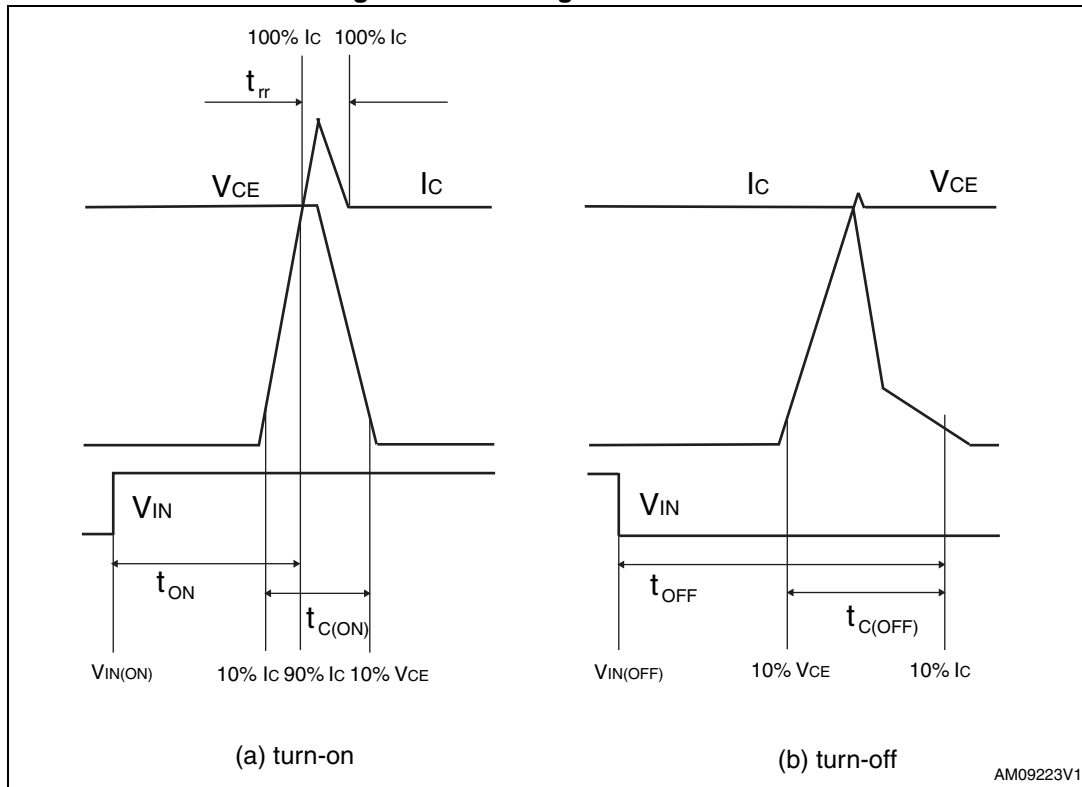 100% IC 100% IC
trr
VCE
IC
VIN
tON
tC(ON)
VIN(ON)
10% IC 90% IC 10% VCE
(a) turn-on
IC
VCE
VIN
tOFF
tC(OFF)
VIN(OFF)
10% VCE
10% IC
(b) turn-off
AM09223V1